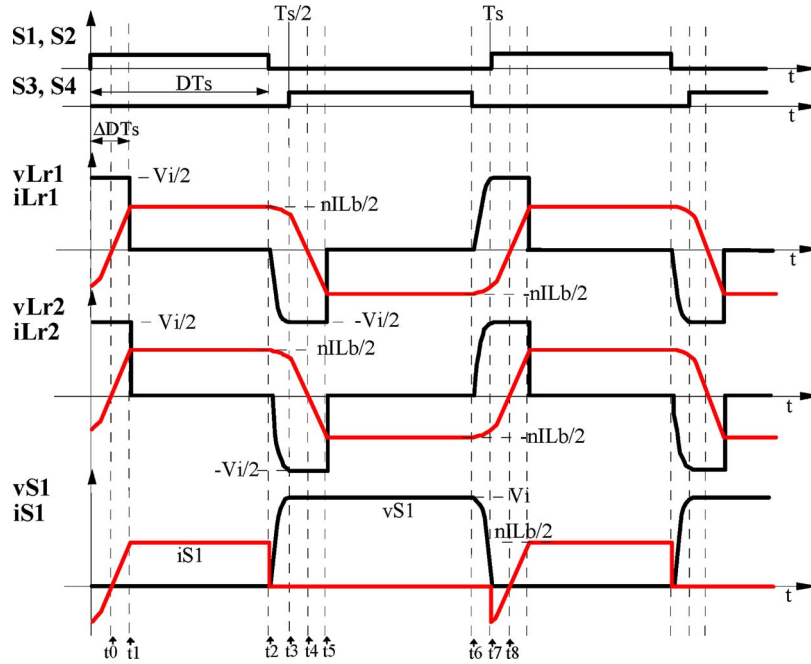 Ts/2
Ts
S1, S2
t
S3, S4
DTs
t
ΔDTs
vLr1
iLr1
Vi/2
nILb/2
t
-nILb/2
vLr2
iLr2
Vi/2
-Vi/2
nILb/2
t
-nILb/2
-Vi/2
vS1
iS1
Vi
vS1
nILb/2
iS1
t
t0 t1 t2 t3 t4 t5 t6 t7 t8